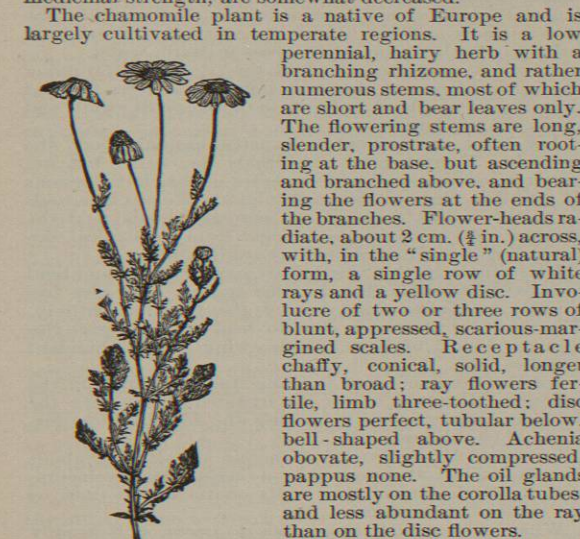 medicinal strength, are somewhat decreased.
The chamomile plant is a native of Europe and is
largely cultivated in temperate regions. It is a low
perennial, hairy herb with a
branching rhizome, and rather
numerous stems, most of which
are short and bear leaves only.
The flowering stems are long,
slender, prostrate, often root-
ing at the base, but ascending
and branched above, and bear-
ing the flowers at the ends of
the branches. Flower-heads ra-
diate, about 2 cm. (¾ in.) across,
with, in the “single” (natural)
form, a single row of white
rays and a yellow disc. Invo-
lucre of two or three rows of
blunt, appressed, scarious-mar-
gined scales. Receptacle
chaffy, conical, solid, longer
than broad; ray flowers fer-
tile, limb three-toothed; disc
flowers perfect, tubular below,
bell-shaped above. Achenia
obovate, slightly compressed,
pappus none. The oil glands
are mostly on the corolla tubes,
and less abundant on the ray
than on the disc flowers.